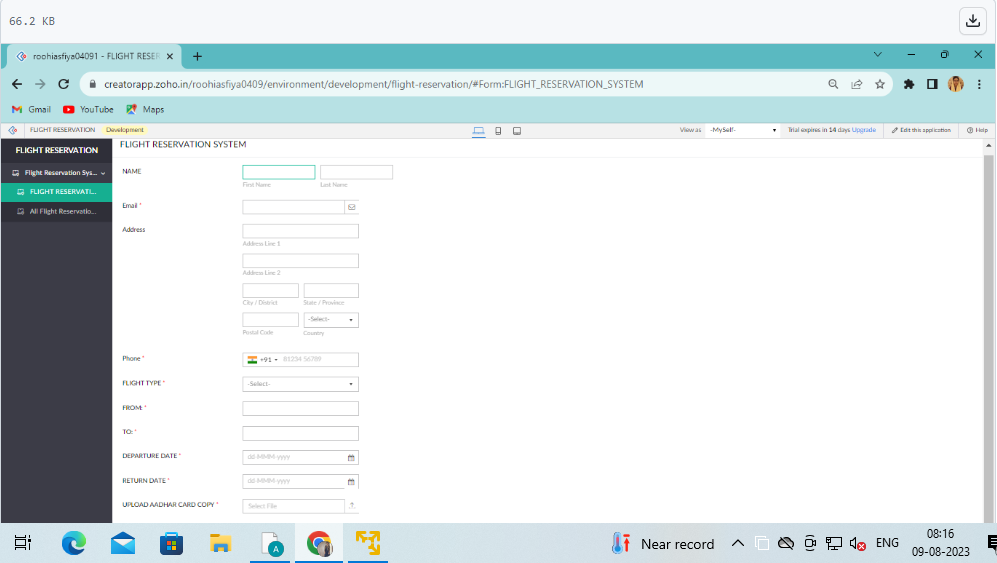 66.2 KB
roohiasfiya04091 - FLIGHT RESER
creatorapp.zoho.in/roohiasfiya0409/environment/development/flight-reservation/#Form:FLIGHT_RESERVATION_SYSTEM
Gmail YouTube Maps
FLIGHT RESERVATION Development View as -MySelf- Trial expires in 14 days Upgrade Edit this application Help
FLIGHT RESERVATION
Flight Reservation Sys...
FLIGHT RESERVATI...
All Flight Reservatio...
FLIGHT RESERVATION SYSTEM
NAME
First Name Last Name
Email *
Address
Address Line 1
Address Line 2
City / District State / Province
-Select-
Postal Code Country
Phone * +91 81234 56789
FLIGHT TYPE * -Select-
FROM: *
TO: *
DEPARTURE DATE * dd-MMM-yyyy
RETURN DATE * dd-MMM-yyyy
UPLOAD AADHAR CARD COPY * Select File
A
Near record
ENG
08:16
09-08-2023